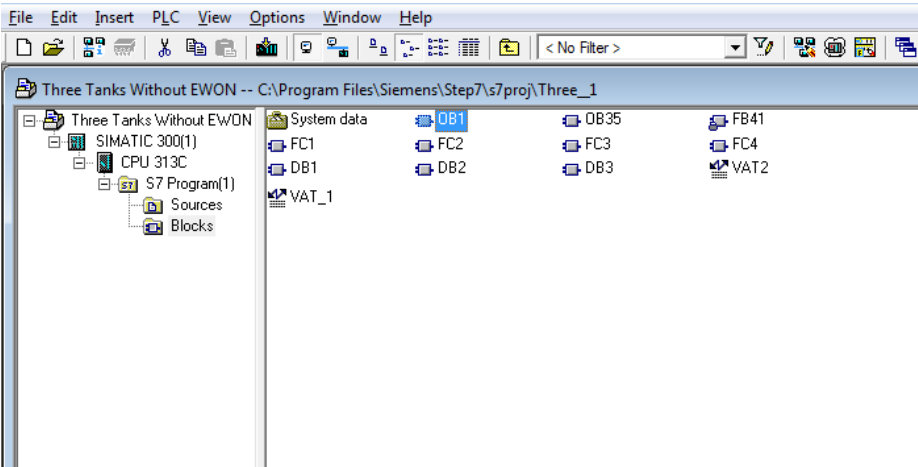 File Edit Insert PLC View Options Window Help
< No Filter >
Three Tanks Without EWON -- C:\Program Files\Siemens\Step7\s7proj\Three__1
Three Tanks Without EWON
SIMATIC 300(1)
CPU 313C
S7 Program(1)
Sources
Blocks
System data OB1 OB35 FB41
FC1 FC2 FC3 FC4
DB1 DB2 DB3 VAT2
VAT_1